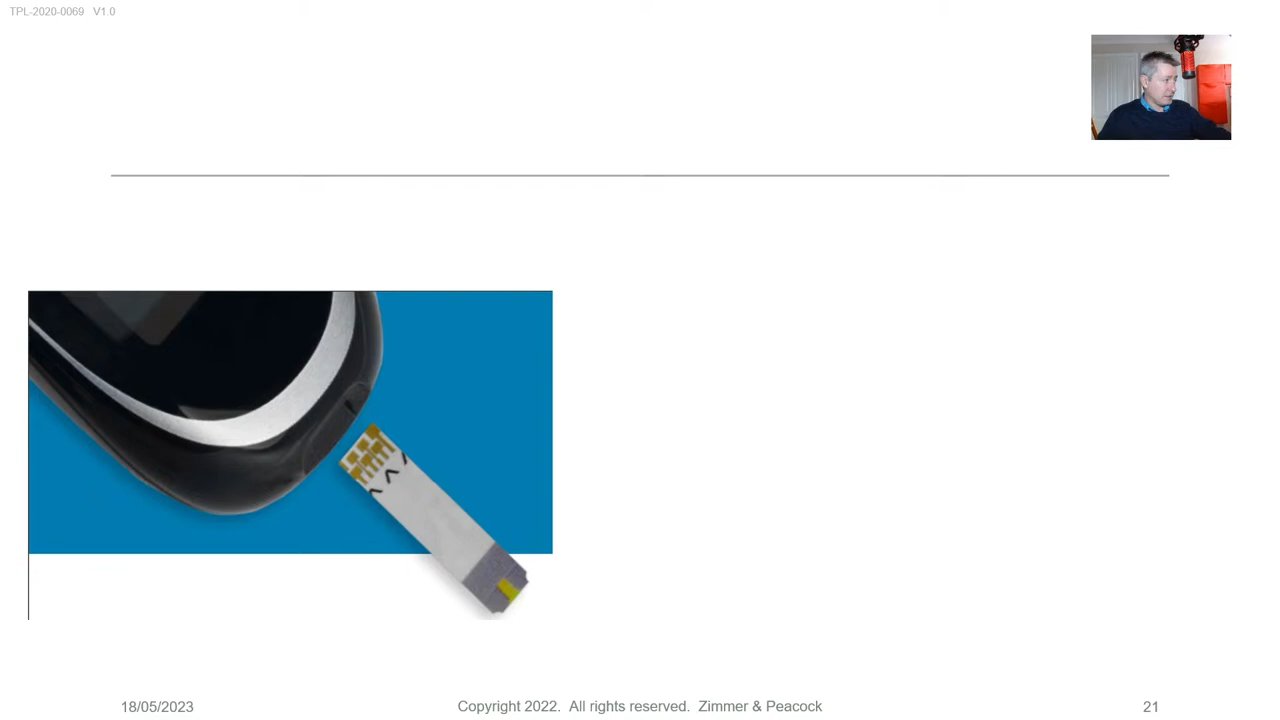 TPL-2020-0069 V1.0
18/05/2023
Copyright 2022. All rights reserved. Zimmer & Peacock
21